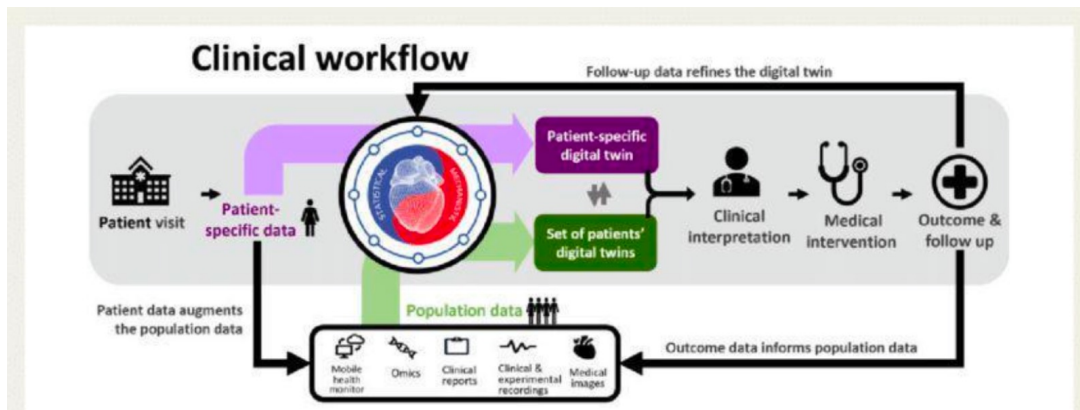 Clinical workflow
Follow-up data refines the digital twin
Patient visit
Patient-
specific data
STATISTICAL
MECHANISTIC
Patient-specific
digital twin
Set of patients'
digital twins
Clinical
interpretation
Medical
intervention
Outcome &
follow up
Patient data augments
the population data
Population data
Mobile
health
monitor
Omics
Clinical
reports
Clinical &
experimental
recordings
Medical
images
Outcome data informs population data